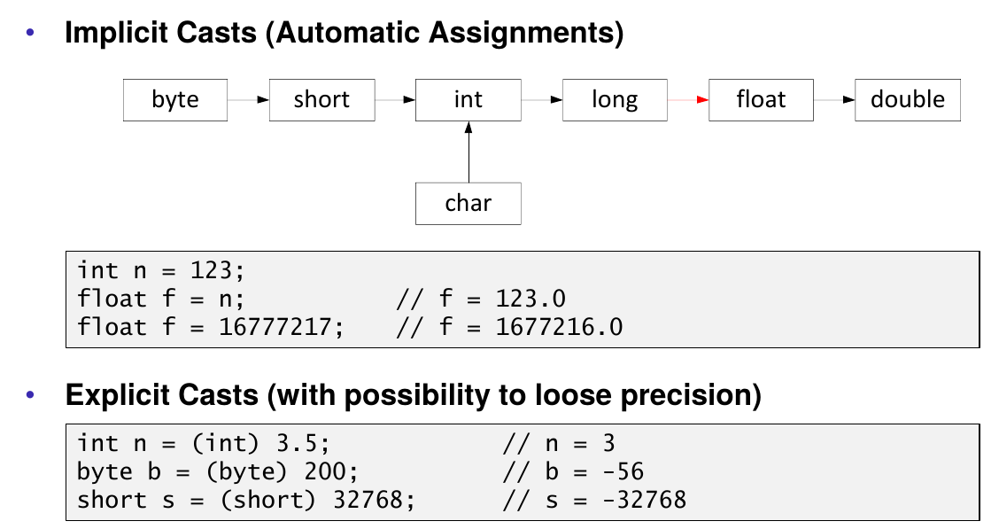 • Implicit Casts (Automatic Assignments)
byte short int long float double
char
int n = 123;
float f = n; // f = 123.0
float f = 16777217; // f = 1677216.0
• Explicit Casts (with possibility to loose precision)
int n = (int) 3.5; // n = 3
byte b = (byte) 200; // b = -56
short s = (short) 32768; // s = -32768